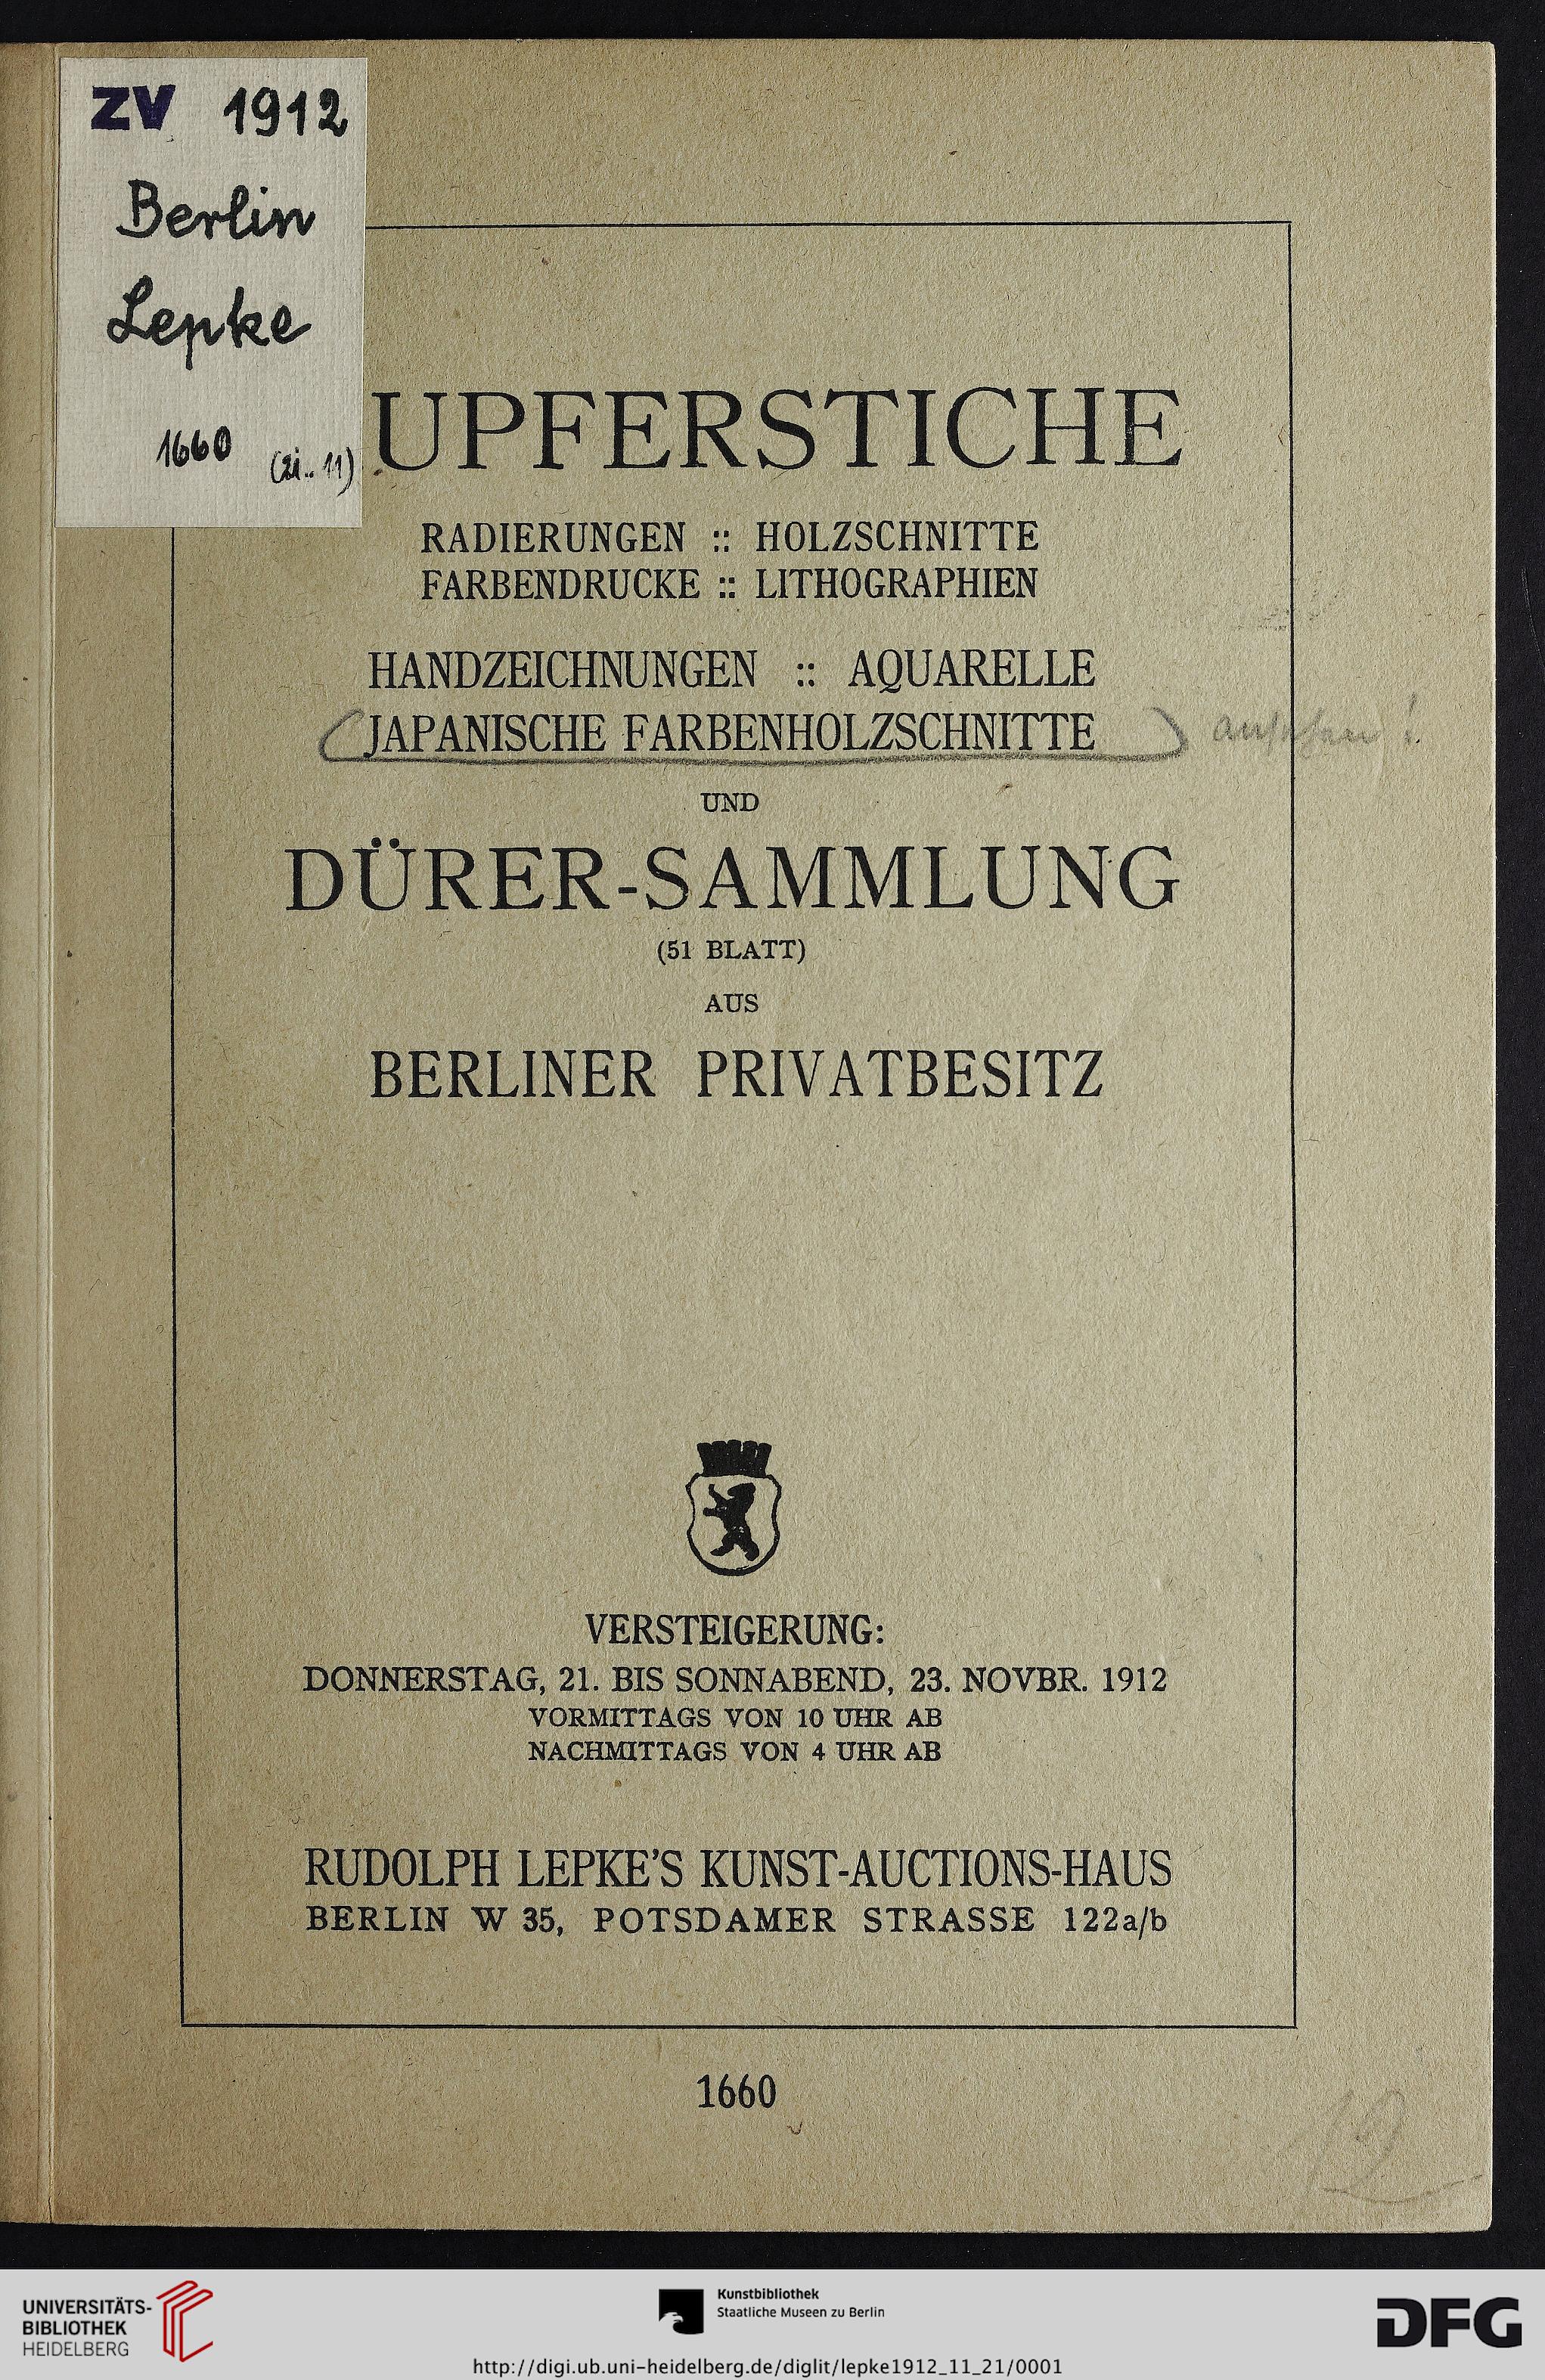 ZV 1912
Berlin
Lepke
1660
UPFERSTICHE
RADIERUNGEN :: HOLZSCHNITTE
FARBENDRUCKE :: LITHOGRAPHIEN
HANDZEICHNUNGEN :: AQUARELLE
(JAPANISCHE FARBENHOLZSCHNITTE)
UND
DÜRER-SAMMLUNG
(51 BLATT)
AUS
BERLINER PRIVATBESITZ
VERSTEIGERUNG:
DONNERSTAG, 21. BIS SONNABEND, 23. NOVBR. 1912
VORMITTAGS VON 10 UHR AB
NACHMITTAGS VON 4 UHR AB
RUDOLPH LEPKE'S KUNST-AUCTIONS-HAUS
BERLIN W 35, POTSDAMER STRASSE 122a/b
1660
12
UNIVERSITÄTS-
BIBLIOTHEK
HEIDELBERG
Kunstbibliothek
Staatliche Museen zu Berlin
DFG
http://digi.ub.uni-heidelberg.de/diglit/lepke1912_11_21/0001